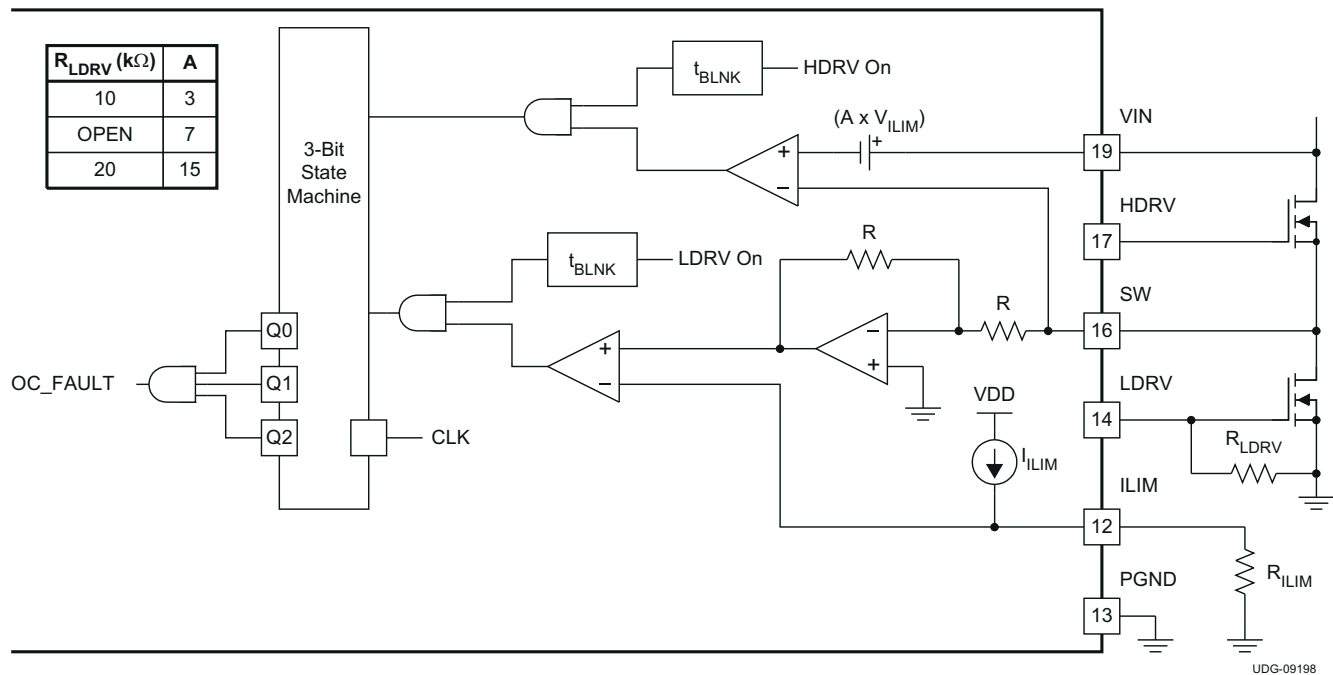 R_LDRV (kΩ) A
10 3
OPEN 7
20 15
3-Bit
State
Machine
t_BLNK
HDRV On
(A x V_ILIM)
+
+
–
VIN
19
HDRV
17
t_BLNK
LDRV On
R
R
SW
16
+
–
–
+
Q0
Q1
Q2
OC_FAULT
CLK
VDD
I_ILIM
LDRV
14
R_LDRV
ILIM
12
R_ILIM
PGND
13
UDG-09198